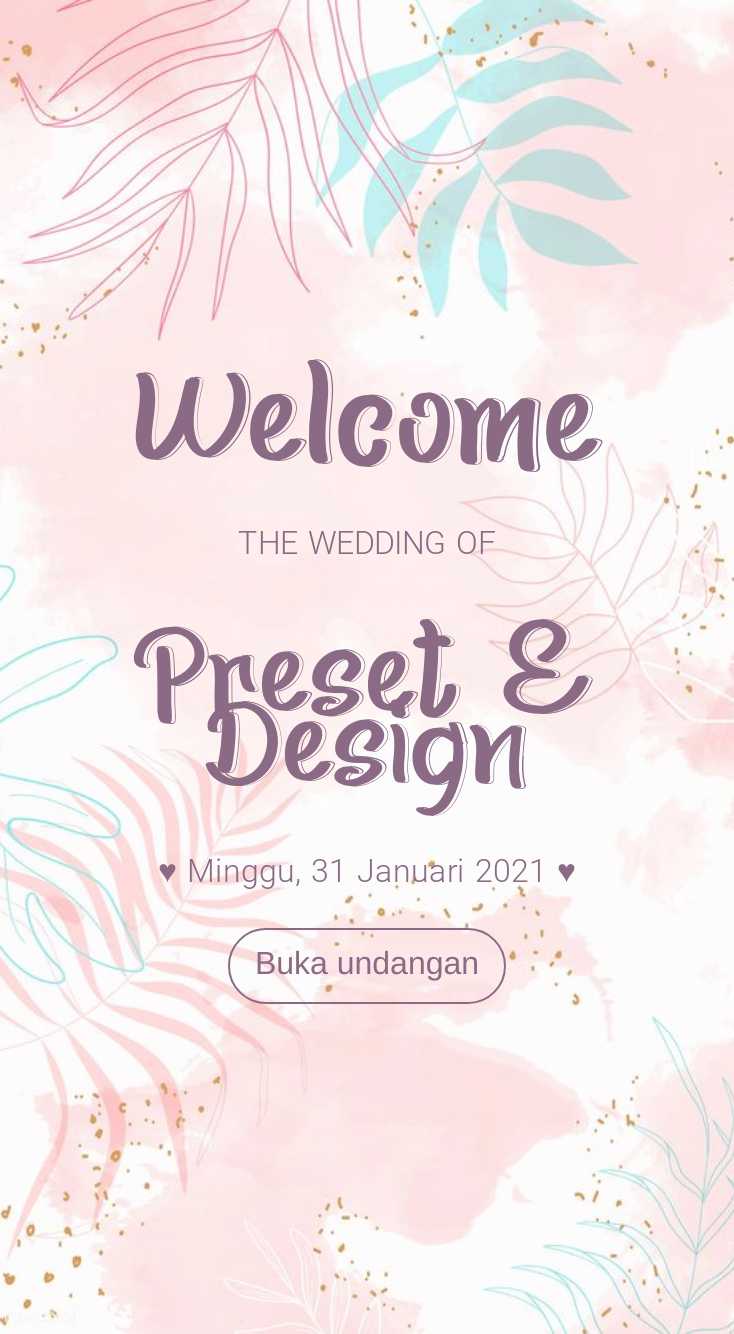 Welcome
THE WEDDING OF
Preset &
Design
♥ Minggu, 31 Januari 2021 ♥
Buka undangan